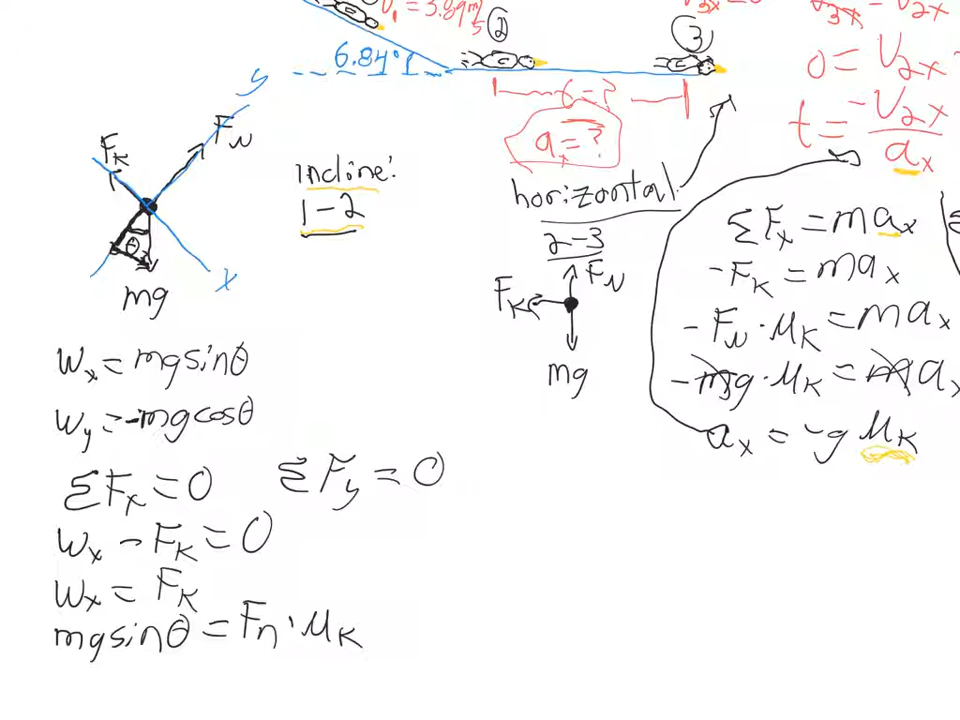 v₁ = 3.89 m/s
②
③
6.84°
y
t = ?
aₓ = ?
0 = V₂ₓ
t = -V₂ₓ / aₓ
F_K
F_N
incline:
1-2
θ
x
mg
horizontal
2-3
F_N
F_K
mg
ΣFₓ = maₓ
-F_K = maₓ
-F_N · μ_K = maₓ
-mg · μ_K = maₓ
aₓ = -g μ_K
Wₓ = mg sinθ
W_y = -mg cosθ
ΣFₓ = 0
ΣF_y = 0
Wₓ - F_K = 0
Wₓ = F_K
mg sinθ = Fn · μ_K